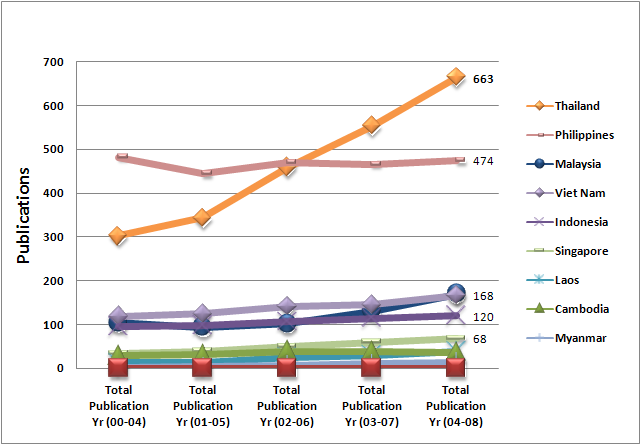 700
600
500
400
300
200
100
0
Publications
663
474
168
120
68
Total
Publication
Yr (00-04)
Total
Publication
Yr (01-05)
Total
Publication
Yr (02-06)
Total
Publication
Yr (03-07)
Total
Publication
Yr (04-08)
Thailand
Philippines
Malaysia
Viet Nam
Indonesia
Singapore
Laos
Cambodia
Myanmar